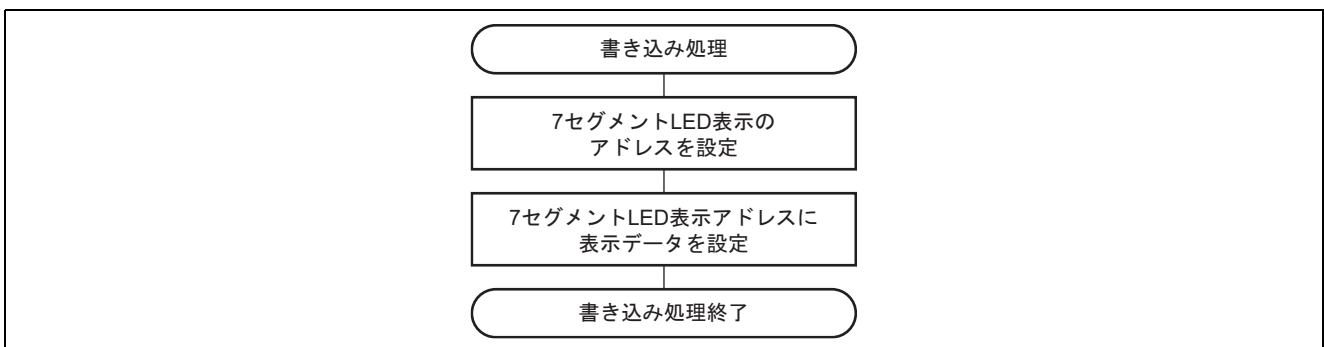 書き込み処理
7セグメントLED表示の
アドレスを設定
7セグメントLED表示アドレスに
表示データを設定
書き込み処理終了